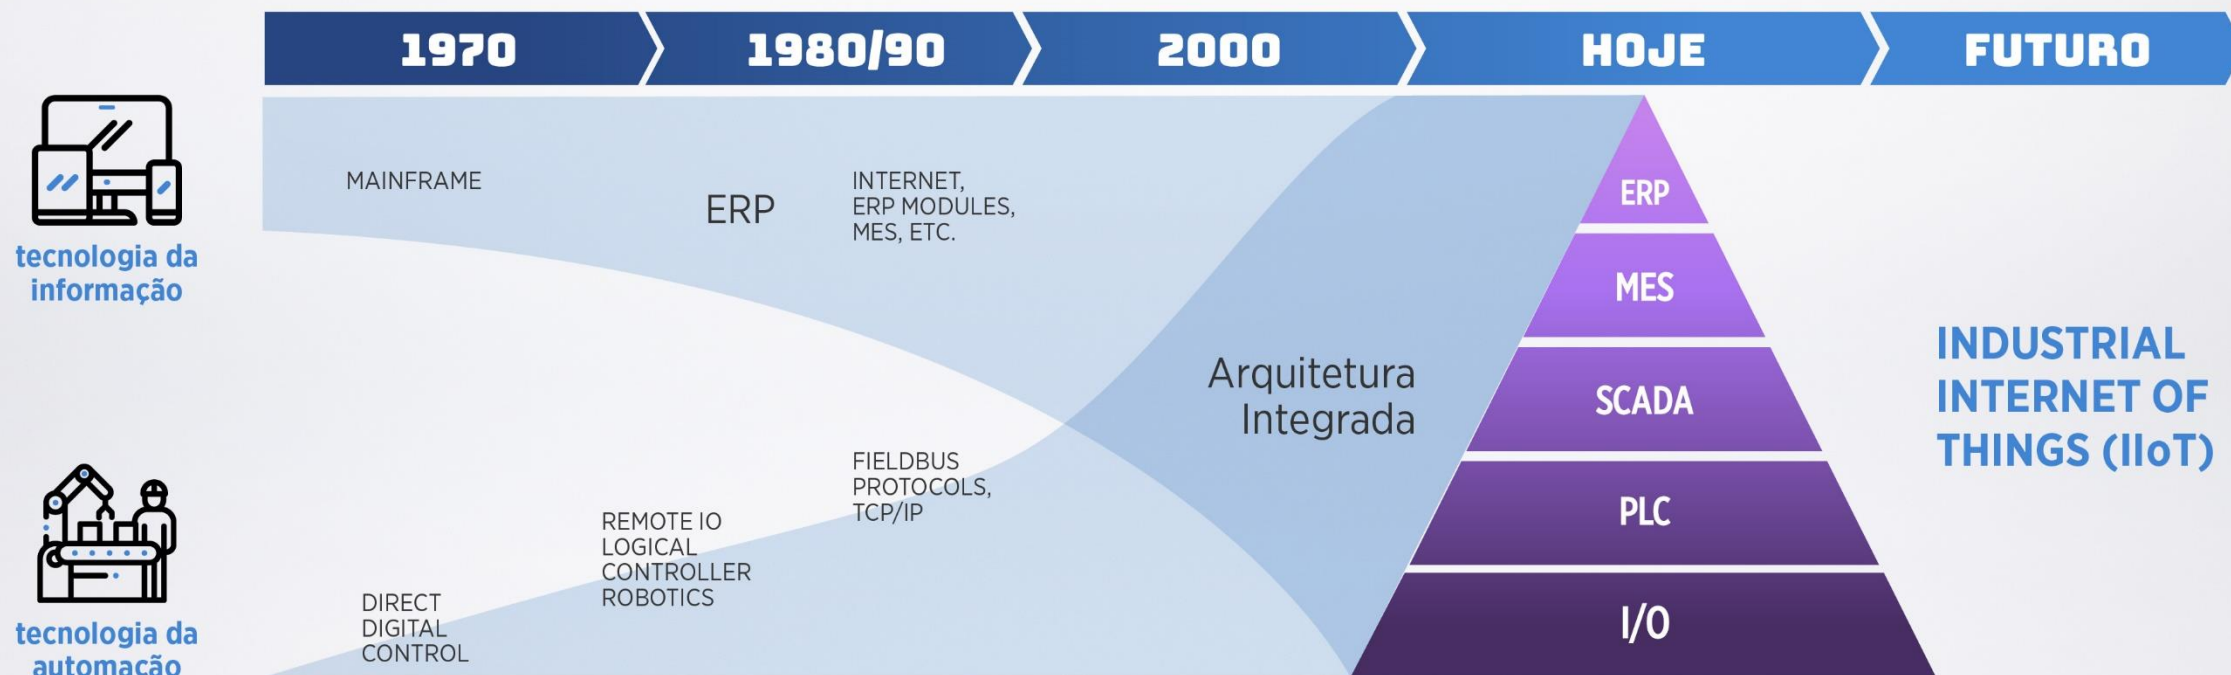 1970
1980/90
2000
HOJE
FUTURO
tecnologia da
informação
MAINFRAME
ERP
INTERNET,
ERP MODULES,
MES, ETC.
tecnologia da
automação
DIRECT
DIGITAL
CONTROL
REMOTE IO
LOGICAL
CONTROLLER
ROBOTICS
FIELDBUS
PROTOCOLS,
TCP/IP
Arquitetura
Integrada
ERP
MES
SCADA
PLC
I/O
INDUSTRIAL
INTERNET OF
THINGS (IIoT)